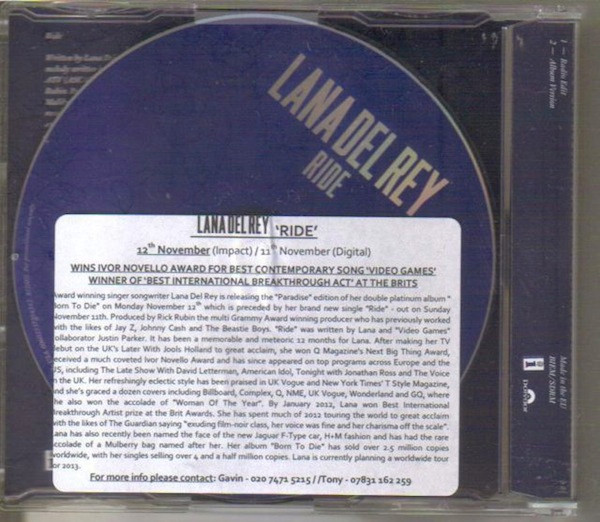 Ride
LANA DEL REY
RIDE
1 — Radio Edit
2 — Album Version
LANA DEL REY 'RIDE'
12th November (Impact) / 11th November (Digital)
WINS IVOR NOVELLO AWARD FOR BEST CONTEMPORARY SONG 'VIDEO GAMES'
WINNER OF 'BEST INTERNATIONAL BREAKTHROUGH ACT' AT THE BRITS
Award winning singer songwriter Lana Del Rey is releasing the "Paradise" edition of her double platinum album "
Born To Die" on Monday November 12th which is preceded by her brand new single "Ride" - out on Sunday
November 11th. Produced by Rick Rubin the multi Grammy Award winning producer who has previously worked
with the likes of Jay Z, Johnny Cash and The Beastie Boys. "Ride" was written by Lana and "Video Games"
collaborator Justin Parker. It has been a memorable and meteoric 12 months for Lana. After making her TV
debut on the UK's Later With Jools Holland to great acclaim, she won Q Magazine's Next Big Thing Award,
received a much coveted Ivor Novello Award and has since appeared on top programs across Europe and the
US, including The Late Show With David Letterman, American Idol, Tonight with Jonathan Ross and The Voice
in the UK. Her refreshingly eclectic style has been praised in UK Vogue and New York Times' T Style Magazine,
and she's graced a dozen covers including Billboard, Complex, Q, NME, UK Vogue, Wonderland and GQ, where
he also won the accolade of "Woman Of The Year". By January 2012, Lana won Best International
Breakthrough Artist prize at the Brit Awards. She has spent much of 2012 touring the world to great acclaim
with the likes of The Guardian saying "exuding film-noir class, her voice was fine and her charisma off the scale".
Lana has also recently been named the face of the new Jaguar F-Type car, H+M fashion and has had the rare
accolade of a Mulberry bag named after her. Her album "Born To Die" has sold over 2.5 million copies
worldwide, with her singles selling over 4 and a half million copies. Lana is currently planning a worldwide tour
for 2013.
For more info please contact: Gavin - 020 7471 5215 //Tony - 07831 162 259
Made in the EU
BIEM/SDRM
Polydor